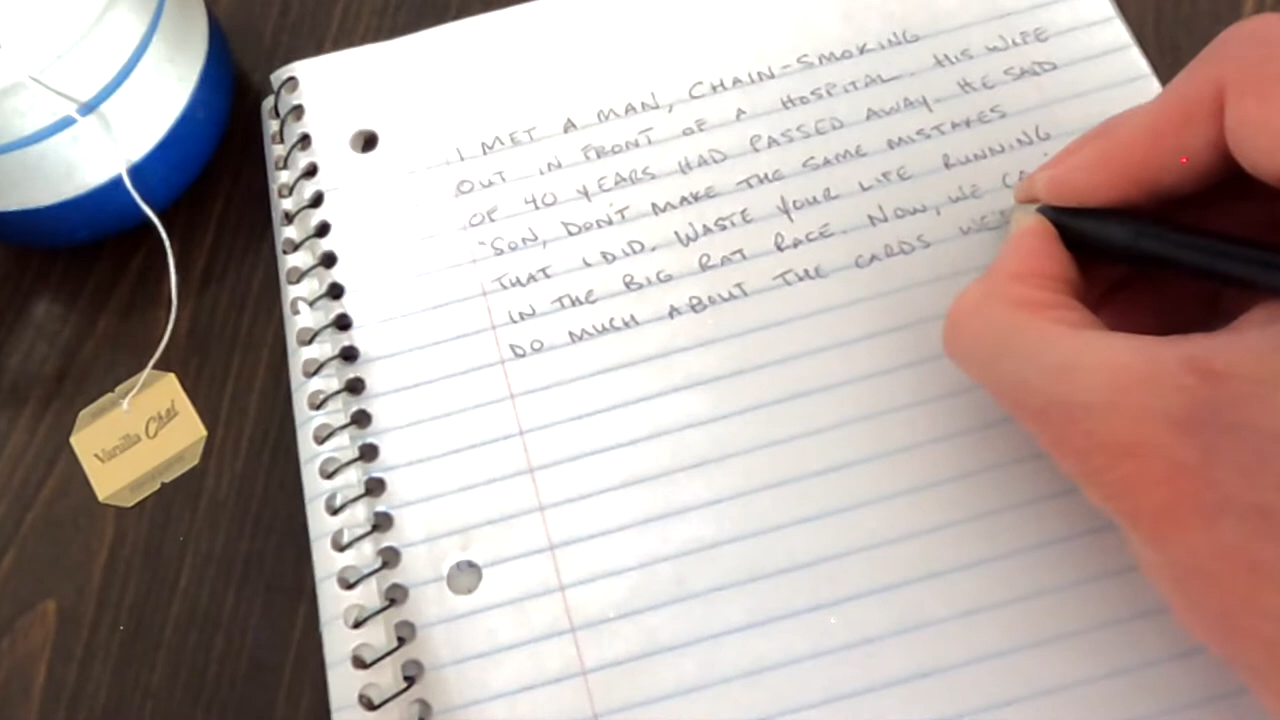 I MET A MAN, CHAIN-SMOKING
OUT IN FRONT OF A HOSPITAL. HIS WIFE
OF 40 YEARS HAD PASSED AWAY. HE SAID
"SON, DON'T MAKE THE SAME MISTAKES
THAT I DID. WASTE YOUR LIFE RUNNING
IN THE BIG RAT RACE. NOW, WE
DO MUCH ABOUT THE CARDS
Vanilla Chai